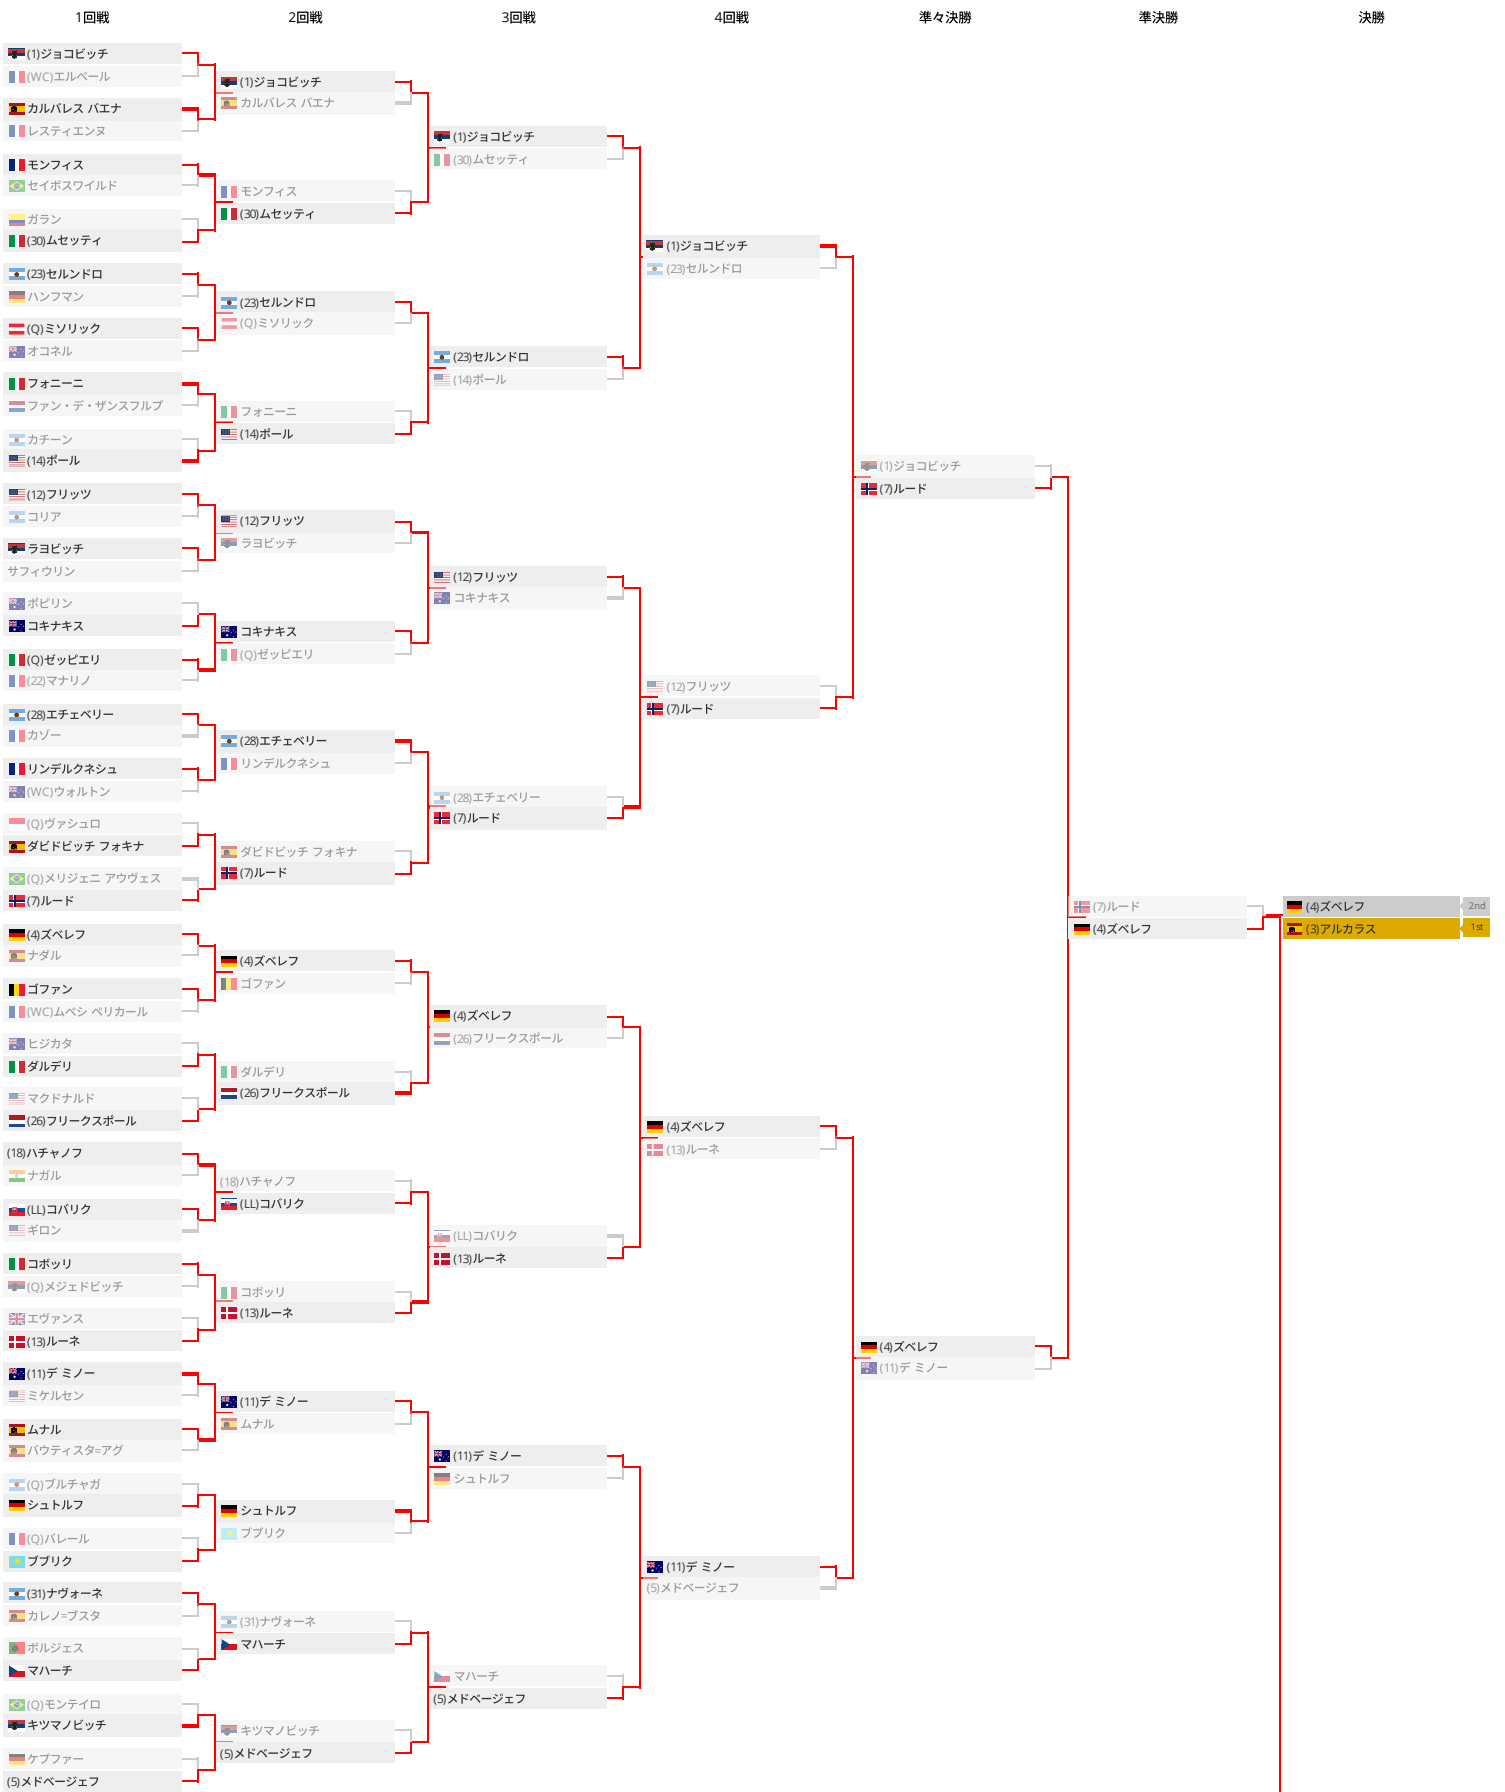 1回戦
2回戦
3回戦
4回戦
準々決勝
準決勝
決勝
(1)ジョコビッチ
(WC)エルベール
カルバレス バエナ
レスティエンヌ
モンフィス
セイボスワイルド
ガラン
(30)ムセッティ
(23)セルンドロ
ハンフマン
(Q)ミソリック
オコネル
フォニーニ
ファン・デ・ザンスフルプ
カチーン
(14)ポール
(12)フリッツ
コリア
ラヨビッチ
サフィウリン
ポピリン
コキナキス
(Q)ゼッピエリ
(22)マナリノ
(28)エチェベリー
カゾー
リンデルクネシュ
(WC)ウォルトン
(Q)ヴァシュロ
ダビドビッチ フォキナ
(Q)メリジェニ アウヴェス
(7)ルード
(4)ズベレフ
ナダル
ゴファン
(WC)ムペシ ペリカール
ヒジカタ
ダルデリ
マクドナルド
(26)フリークスポール
(18)ハチャノフ
ナガル
(LL)コバリク
ギロン
コボッリ
(Q)メジェドビッチ
エヴァンス
(13)ルーネ
(11)デ ミノー
ミケルセン
ムナル
バウティスタ=アグ
(Q)ブルチャガ
シュトルフ
(Q)バレール
ブブリク
(31)ナヴォーネ
カレノ=ブスタ
ボルジェス
マハーチ
(Q)モンテイロ
キツマノビッチ
ケプファー
(5)メドベージェフ
(1)ジョコビッチ
カルバレス バエナ
モンフィス
(30)ムセッティ
(23)セルンドロ
(Q)ミソリック
フォニーニ
(14)ポール
(12)フリッツ
ラヨビッチ
コキナキス
(Q)ゼッピエリ
(28)エチェベリー
リンデルクネシュ
ダビドビッチ フォキナ
(7)ルード
(4)ズベレフ
ゴファン
ダルデリ
(26)フリークスポール
(18)ハチャノフ
(LL)コバリク
コボッリ
(13)ルーネ
(11)デ ミノー
ムナル
シュトルフ
ブブリク
(31)ナヴォーネ
マハーチ
キツマノビッチ
(5)メドベージェフ
(1)ジョコビッチ
(30)ムセッティ
(23)セルンドロ
(14)ポール
(12)フリッツ
コキナキス
(28)エチェベリー
(7)ルード
(4)ズベレフ
(26)フリークスポール
(LL)コバリク
(13)ルーネ
(11)デ ミノー
シュトルフ
マハーチ
(5)メドベージェフ
(1)ジョコビッチ
(23)セルンドロ
(12)フリッツ
(7)ルード
(4)ズベレフ
(13)ルーネ
(11)デ ミノー
(5)メドベージェフ
(1)ジョコビッチ
(7)ルード
(4)ズベレフ
(11)デ ミノー
(7)ルード
(4)ズベレフ
(4)ズベレフ 2nd
(3)アルカラス 1st